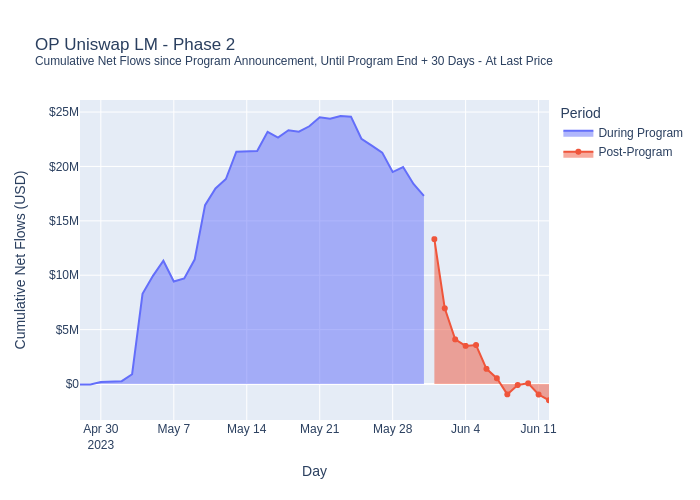 OP Uniswap LM - Phase 2
Cumulative Net Flows since Program Announcement, Until Program End + 30 Days - At Last Price
Period
During Program
Post-Program
Cumulative Net Flows (USD)
$25M
$20M
$15M
$10M
$5M
$0
Apr 30
2023
May 7
May 14
May 21
May 28
Jun 4
Jun 11
Day